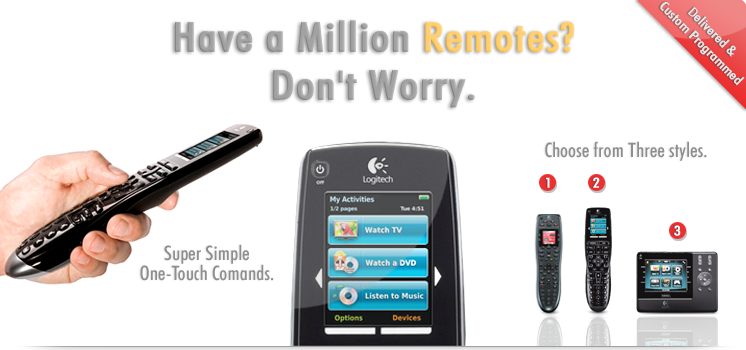 Have a Million Remotes?
Don't Worry.
Delivered &
Custom Programmed
Super Simple
One-Touch Comands.
Off
Logitech
My Activities
1/2 pages Tue 4:51
Watch TV
Watch a DVD
Listen to Music
Options Devices
Choose from Three styles.
1
2
3